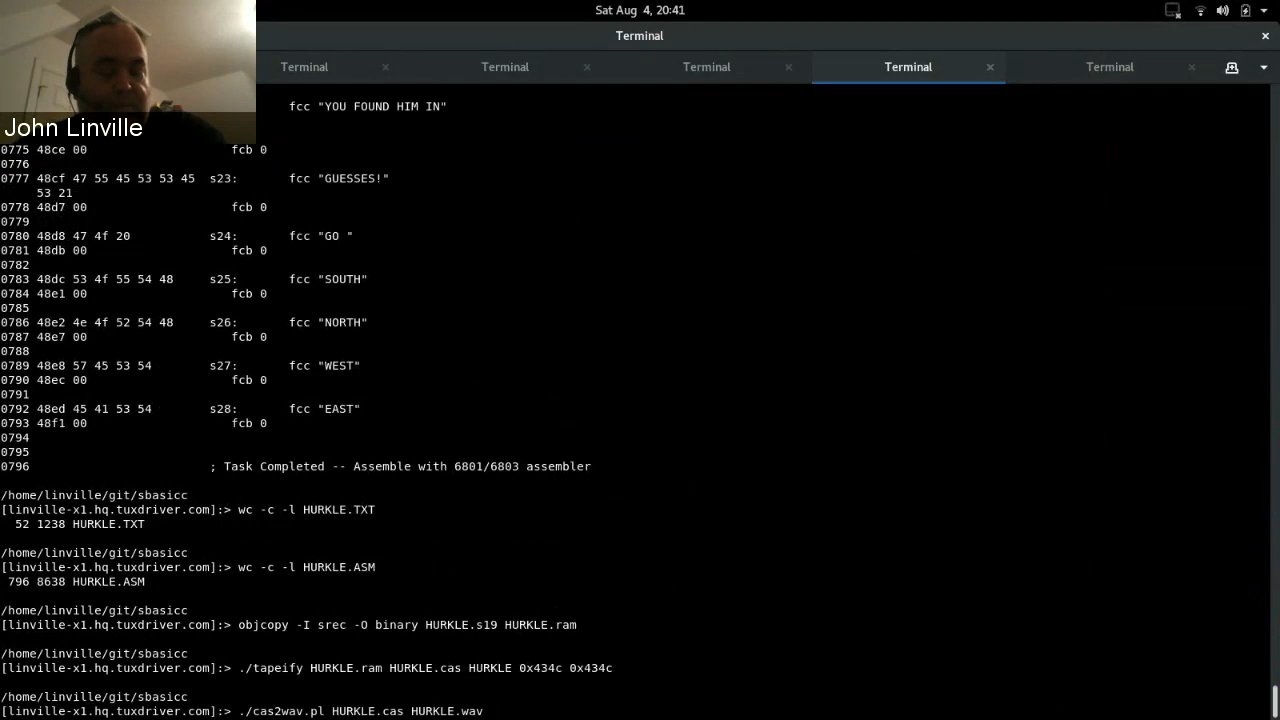 Sat Aug 4, 20:41
Terminal
Terminal Terminal Terminal Terminal Terminal
John Linville
fcc "YOU FOUND HIM IN"
0775 48ce 00 fcb 0
0776
0777 48cf 47 55 45 53 53 45 s23: fcc "GUESSES!"
53 21
0778 48d7 00 fcb 0
0779
0780 48d8 47 4f 20 s24: fcc "GO "
0781 48db 00 fcb 0
0782
0783 48dc 53 4f 55 54 48 s25: fcc "SOUTH"
0784 48e1 00 fcb 0
0785
0786 48e2 4e 4f 52 54 48 s26: fcc "NORTH"
0787 48e7 00 fcb 0
0788
0789 48e8 57 45 53 54 s27: fcc "WEST"
0790 48ec 00 fcb 0
0791
0792 48ed 45 41 53 54 s28: fcc "EAST"
0793 48f1 00 fcb 0
0794
0795
0796 ; Task Completed -- Assemble with 6801/6803 assembler
/home/linville/git/sbasicc
[linville-x1.hq.tuxdriver.com]:> wc -c -l HURKLE.TXT
52 1238 HURKLE.TXT
/home/linville/git/sbasicc
[linville-x1.hq.tuxdriver.com]:> wc -c -l HURKLE.ASM
796 8638 HURKLE.ASM
/home/linville/git/sbasicc
[linville-x1.hq.tuxdriver.com]:> objcopy -I srec -O binary HURKLE.s19 HURKLE.ram
/home/linville/git/sbasicc
[linville-x1.hq.tuxdriver.com]:> ./tapeify HURKLE.ram HURKLE.cas HURKLE 0x434c 0x434c
/home/linville/git/sbasicc
[linville-x1.hq.tuxdriver.com]:> ./cas2wav.pl HURKLE.cas HURKLE.wav